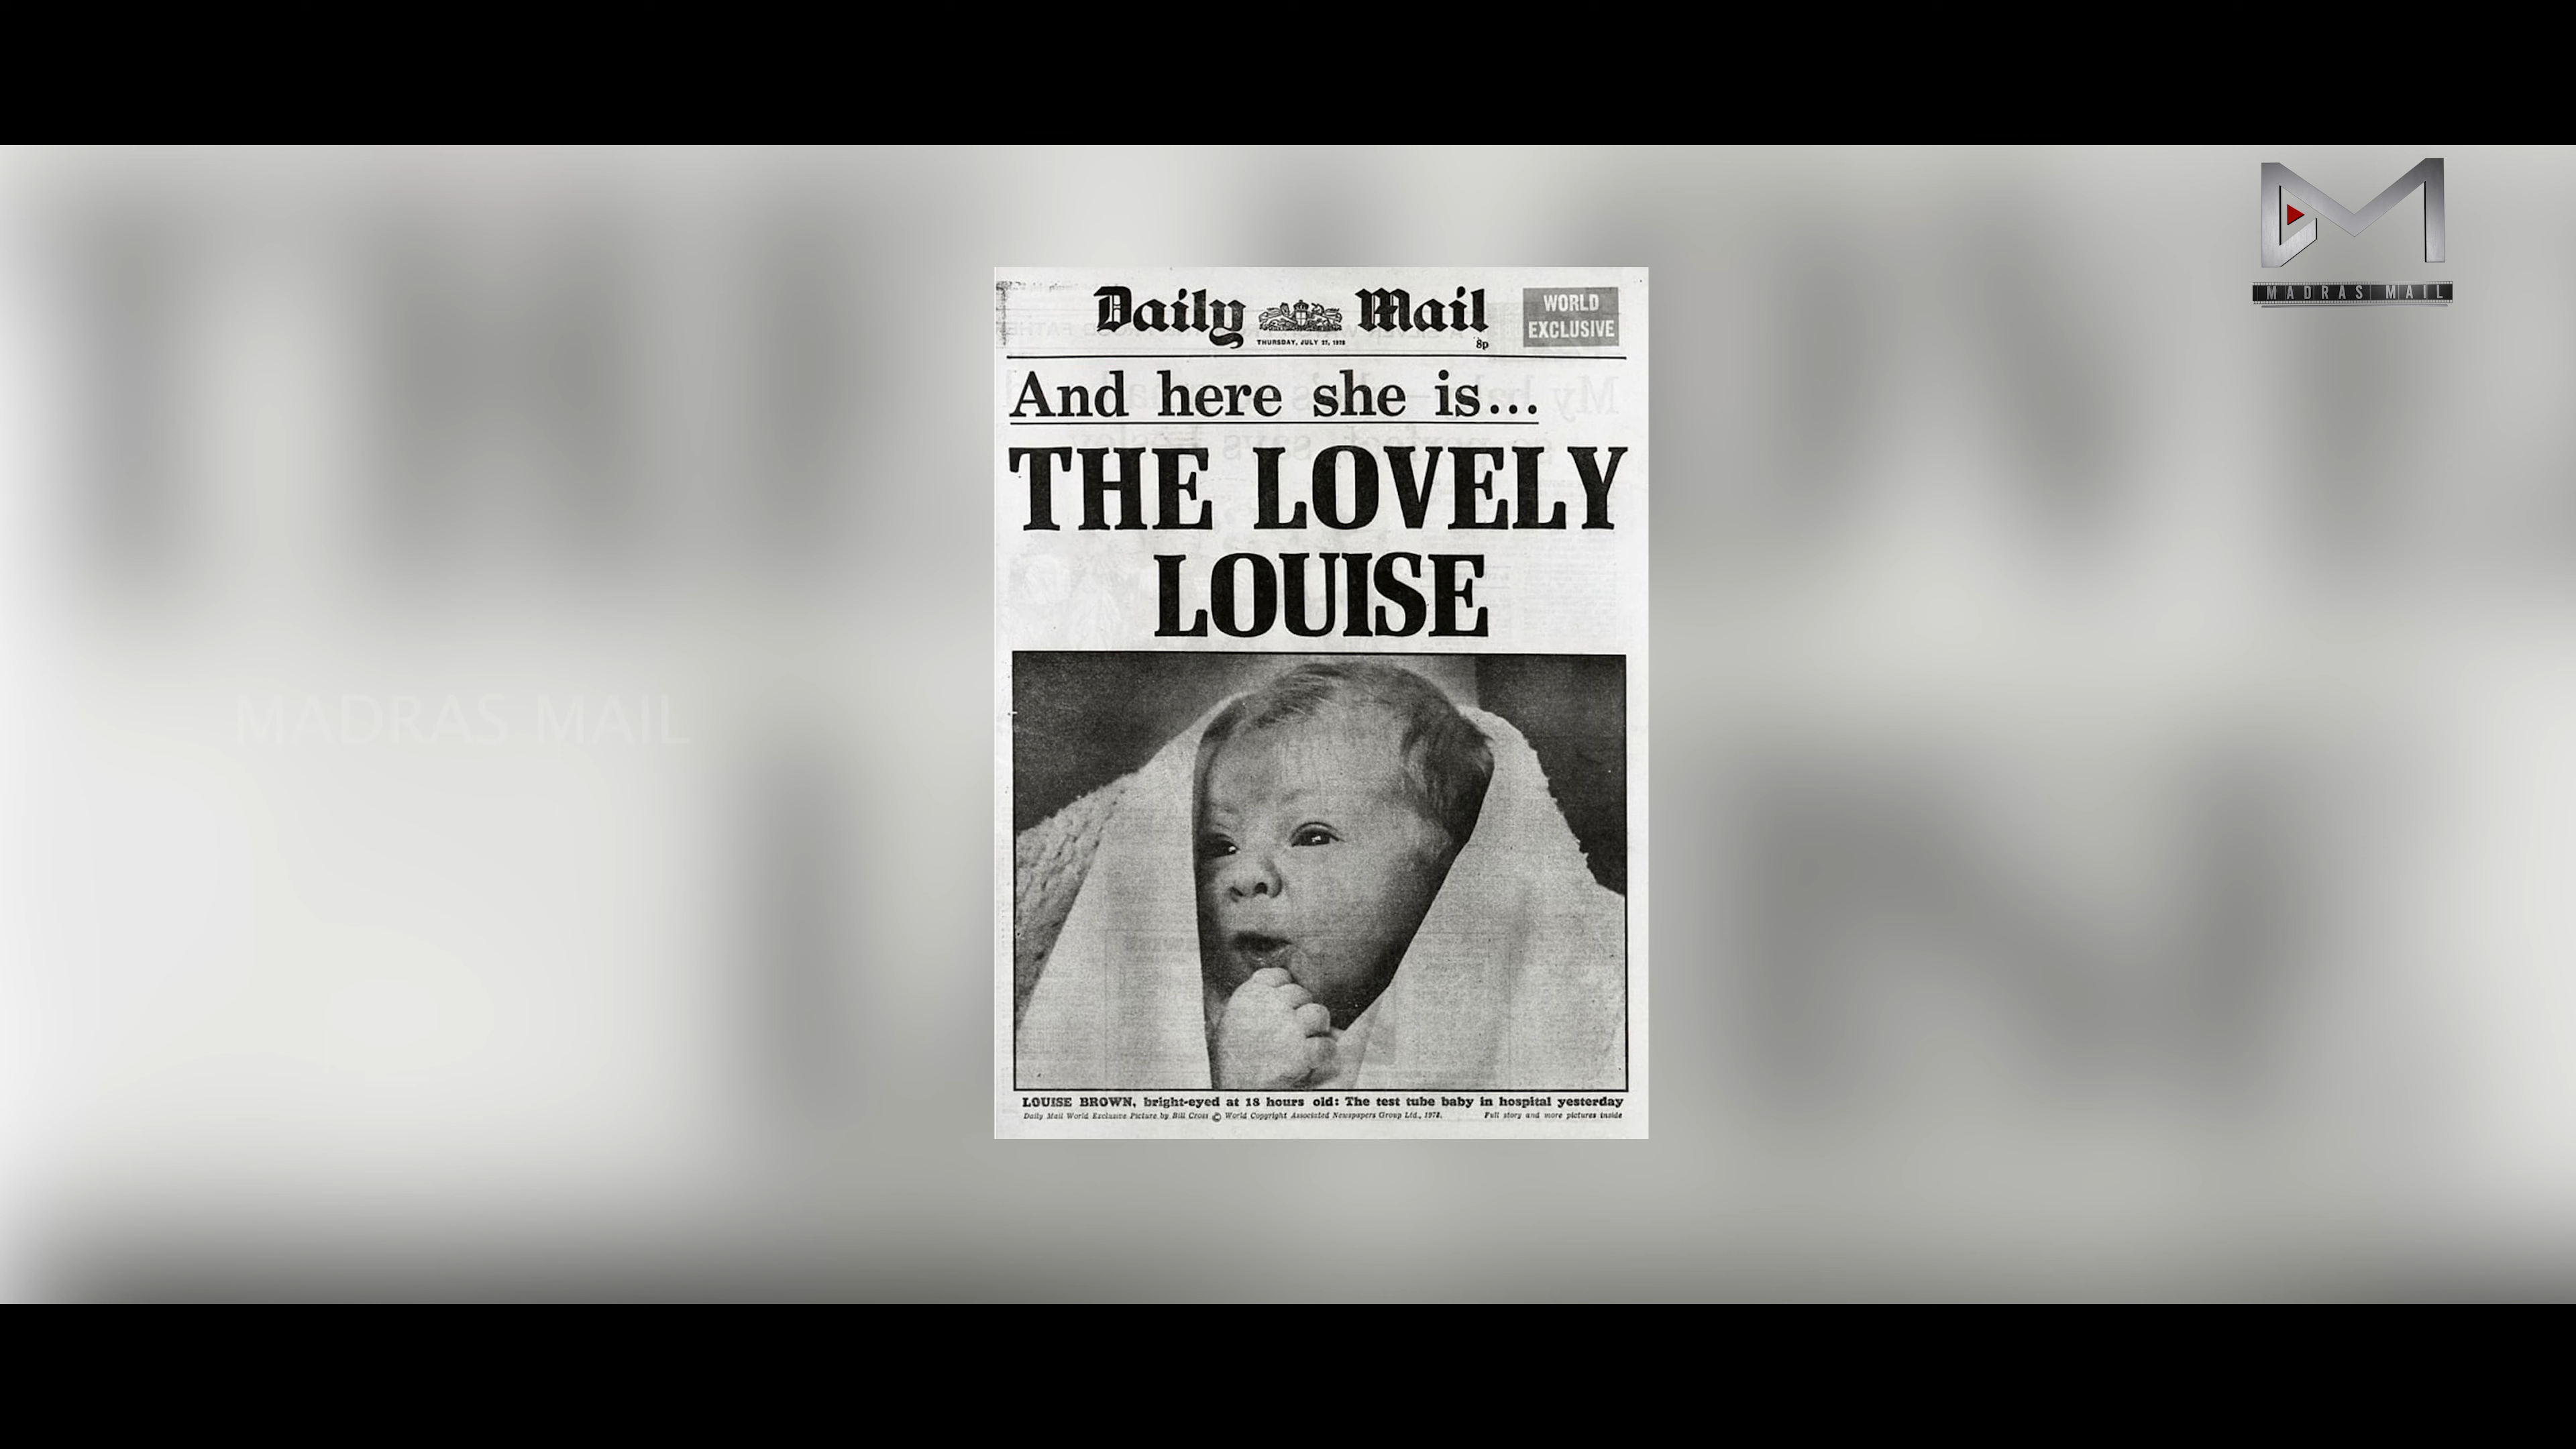 MADRAS MAIL
Daily Mail
WORLD
EXCLUSIVE
THURSDAY, JULY 27, 1978
8p
And here she is...
THE LOVELY
LOUISE
MADRAS MAIL
LOUISE BROWN, bright-eyed at 18 hours old: The test tube baby in hospital yesterday
Daily Mail World Exclusive Picture by Bill Cross © World Copyright Associated Newspapers Group Ltd., 1978. Full story and more pictures inside